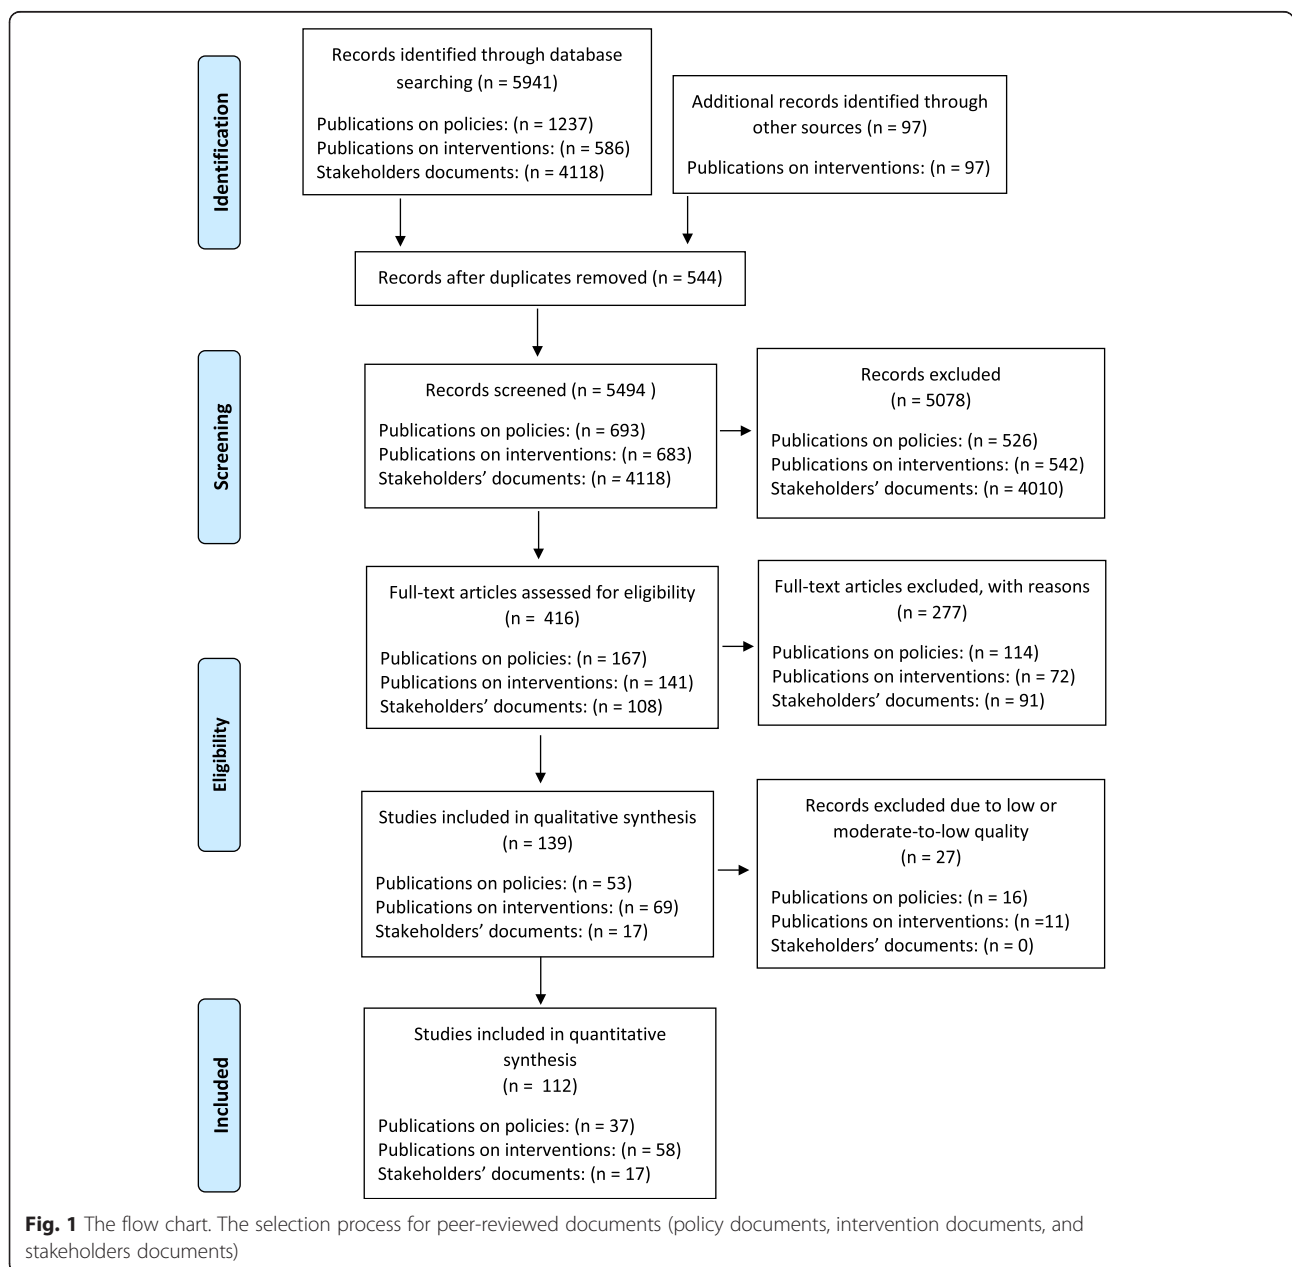 Identification
Records identified through database
searching (n = 5941)
Publications on policies: (n = 1237)
Publications on interventions: (n = 586)
Stakeholders documents: (n = 4118)
Additional records identified through
other sources (n = 97)
Publications on interventions: (n = 97)
Records after duplicates removed (n = 544)
Screening
Records screened (n = 5494 )
Publications on policies: (n = 693)
Publications on interventions: (n = 683)
Stakeholders’ documents: (n = 4118)
Records excluded
(n = 5078)
Publications on policies: (n = 526)
Publications on interventions: (n = 542)
Stakeholders’ documents: (n = 4010)
Eligibility
Full-text articles assessed for eligibility
(n = 416)
Publications on policies: (n = 167)
Publications on interventions: (n = 141)
Stakeholders’ documents: (n = 108)
Full-text articles excluded, with reasons
(n = 277)
Publications on policies: (n = 114)
Publications on interventions: (n = 72)
Stakeholders’ documents: (n = 91)
Studies included in qualitative synthesis
(n = 139)
Publications on policies: (n = 53)
Publications on interventions: (n = 69)
Stakeholders’ documents: (n = 17)
Records excluded due to low or
moderate-to-low quality
(n = 27)
Publications on policies: (n = 16)
Publications on interventions: (n =11)
Stakeholders’ documents: (n = 0)
Included
Studies included in quantitative
synthesis
(n = 112)
Publications on policies: (n = 37)
Publications on interventions: (n = 58)
Stakeholders’ documents: (n = 17)
Fig. 1 The flow chart. The selection process for peer-reviewed documents (policy documents, intervention documents, and
stakeholders documents)